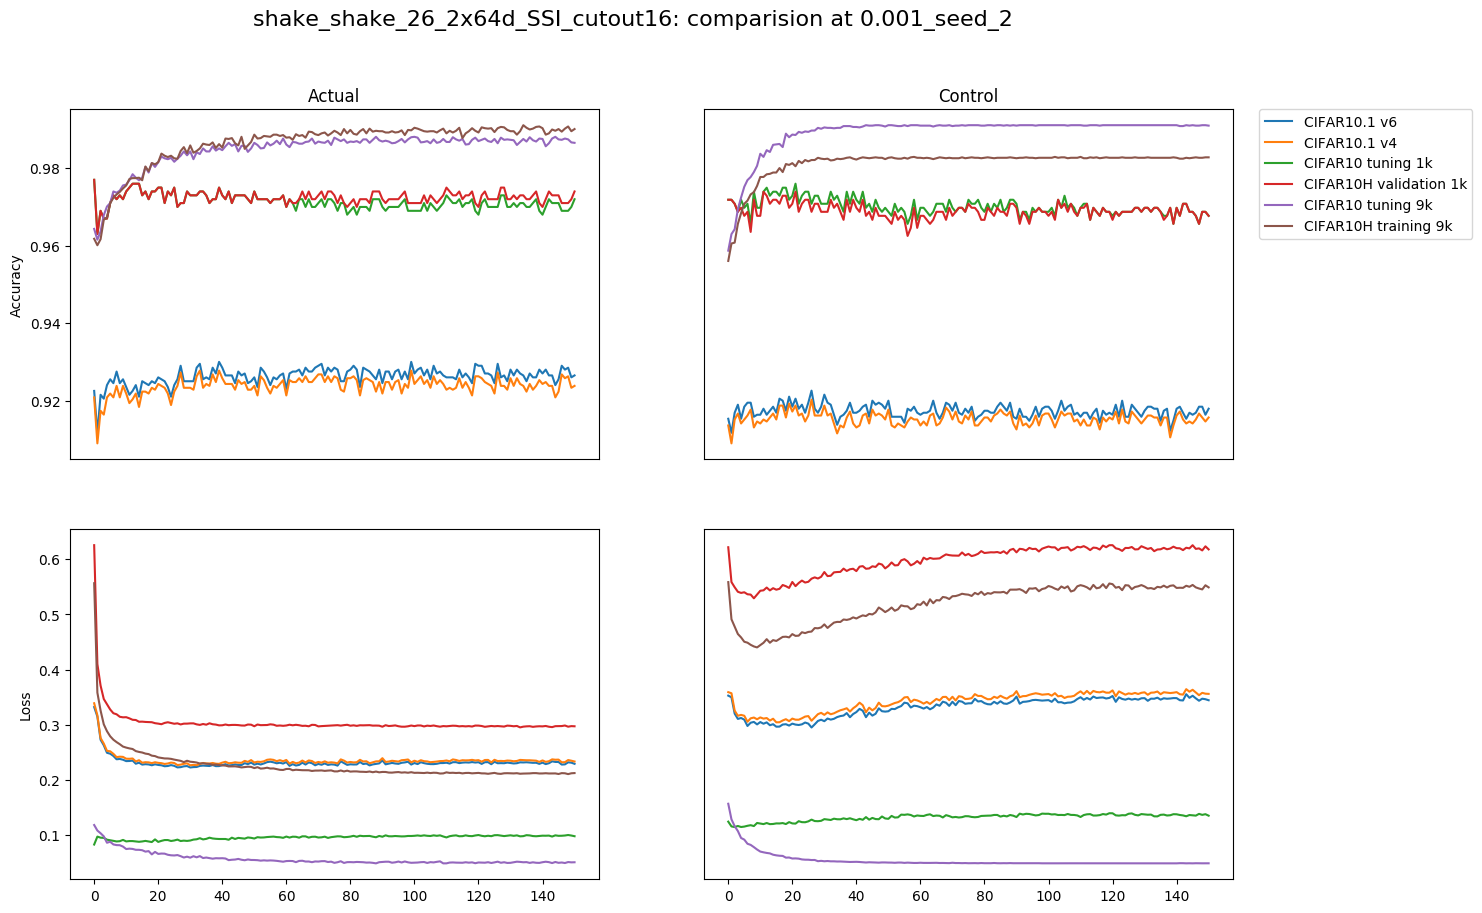 shake_shake_26_2x64d_SSI_cutout16: comparision at 0.001_seed_2
Actual
Control
CIFAR10.1 v6
CIFAR10.1 v4
CIFAR10 tuning 1k
CIFAR10H validation 1k
CIFAR10 tuning 9k
CIFAR10H training 9k
Accuracy
0.98
0.96
0.94
0.92
Loss
0.6
0.5
0.4
0.3
0.2
0.1
0 20 40 60 80 100 120 140
0 20 40 60 80 100 120 140